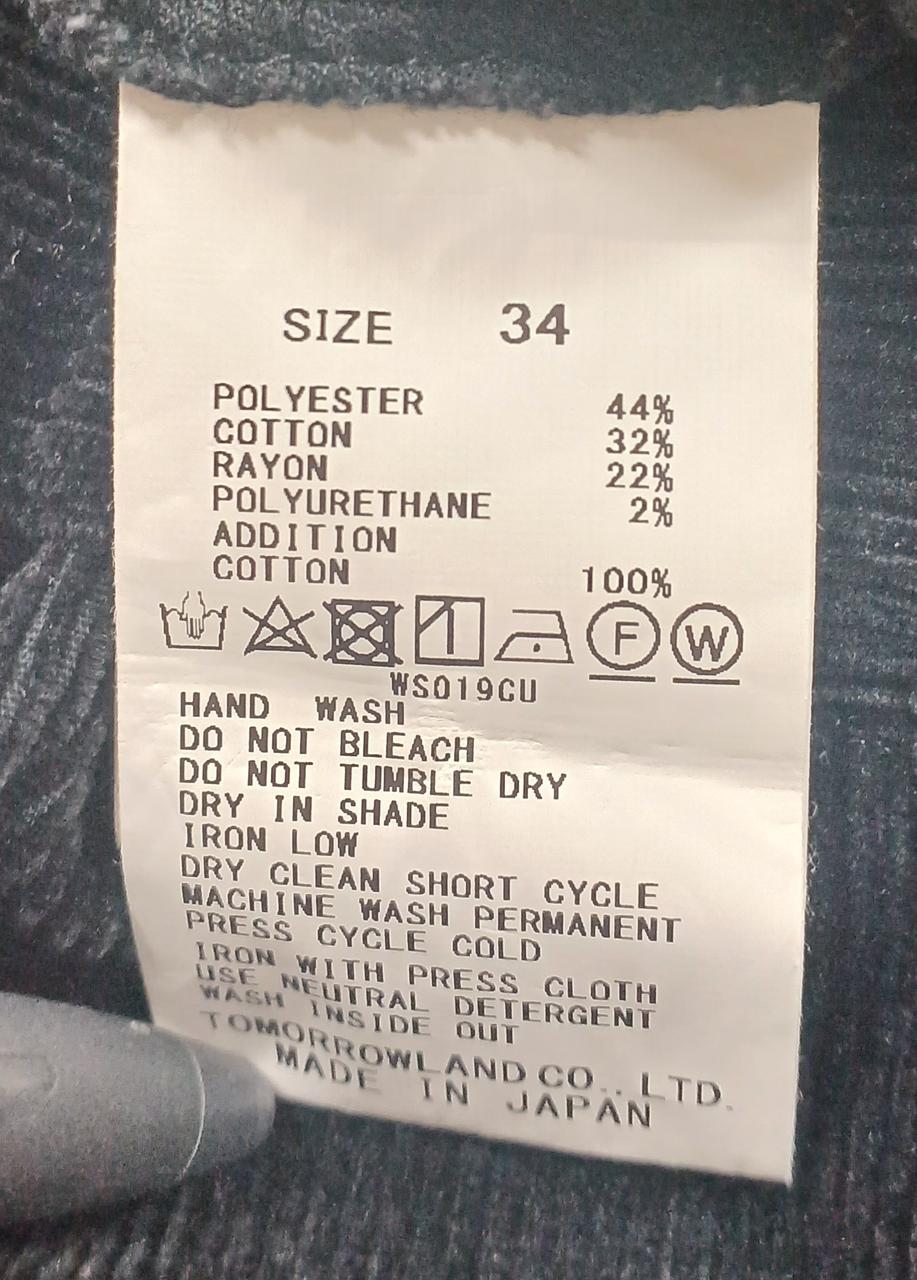 SIZE 34
POLYESTER 44%
COTTON 32%
RAYON 22%
POLYURETHANE 2%
ADDITION
COTTON 100%
F W
WS019CU
HAND WASH
DO NOT BLEACH
DO NOT TUMBLE DRY
DRY IN SHADE
IRON LOW
DRY CLEAN SHORT CYCLE
MACHINE WASH PERMANENT
PRESS CYCLE COLD
IRON WITH PRESS CLOTH
USE NEUTRAL DETERGENT
WASH INSIDE OUT
TOMORROWLAND CO., LTD.
MADE IN JAPAN